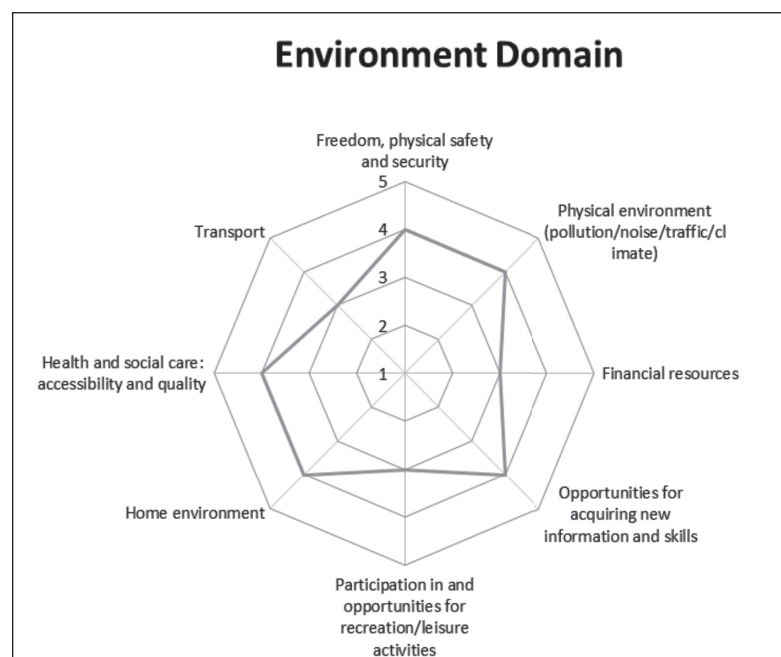 Environment Domain
Freedom, physical safety
and security
5
4
3
2
1
Physical environment
(pollution/noise/traffic/cl
imate)
Transport
Health and social care:
accessibility and quality
Financial resources
Home environment
Opportunities for
acquiring new
information and skills
Participation in and
opportunities for
recreation/leisure
activities